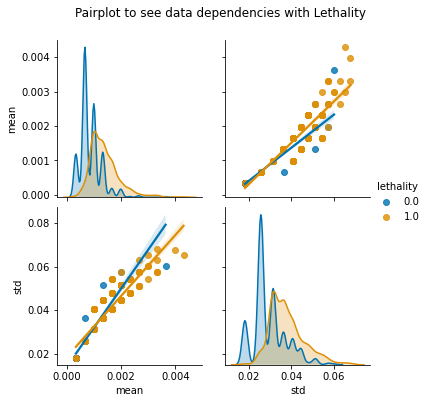 Pairplot to see data dependencies with Lethality
0.004
0.003
0.002
0.001
0.000
mean
lethality
0.0
1.0
0.08
0.06
0.04
0.02
std
0.000 0.002 0.004
mean
0.02 0.04 0.06
std